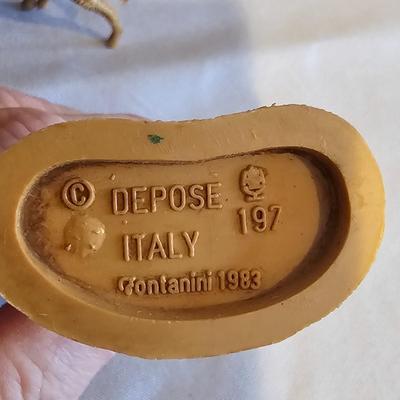 © DEPOSE
197
ITALY
Fontanini 1983